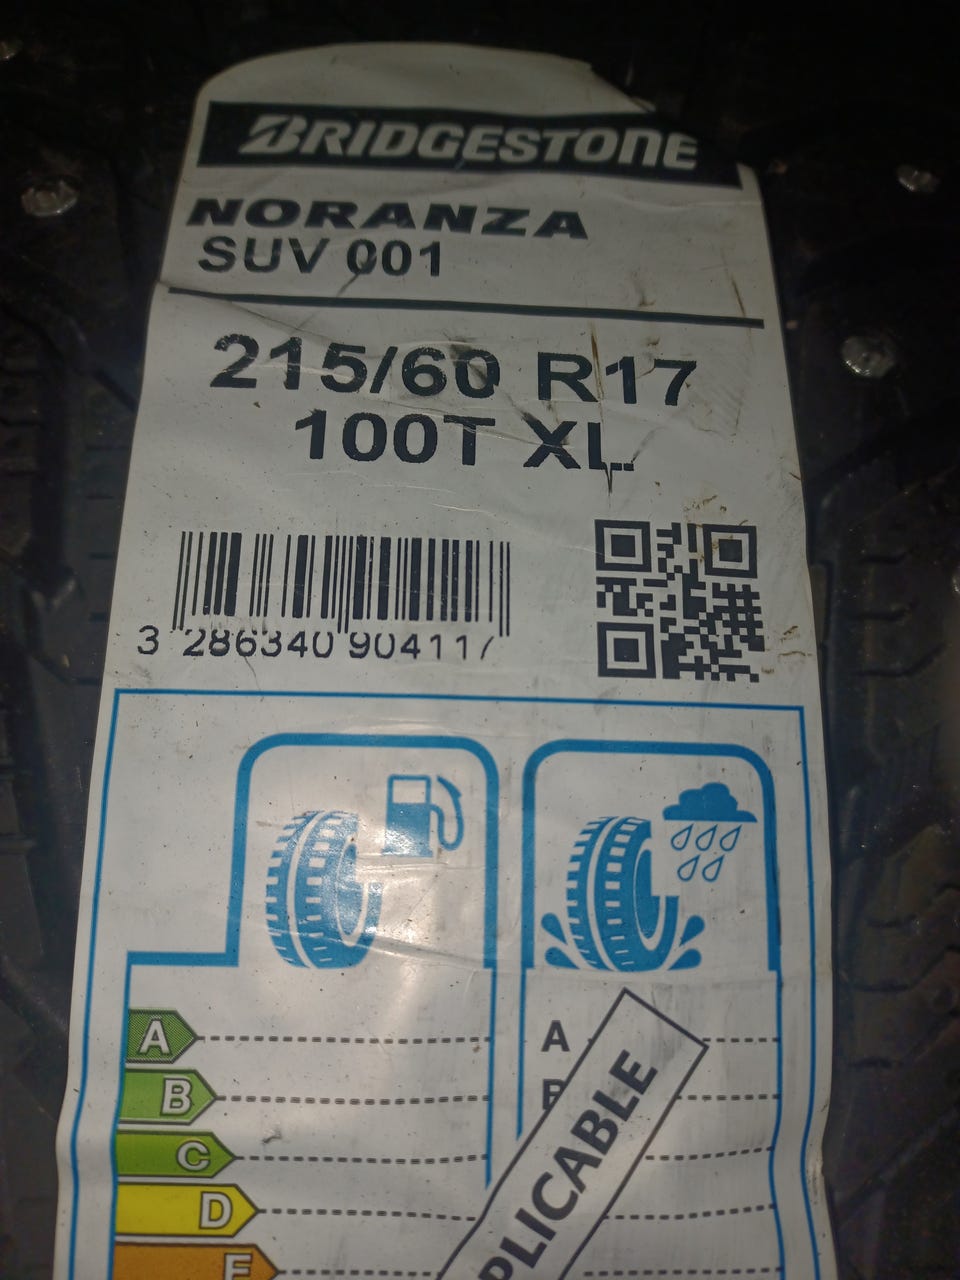 BRIDGESTONE
NORANZA
SUV 001
215/60 R17
100T XL
3 286340 904117
A
B
C
D
E
A
B
PLICABLE